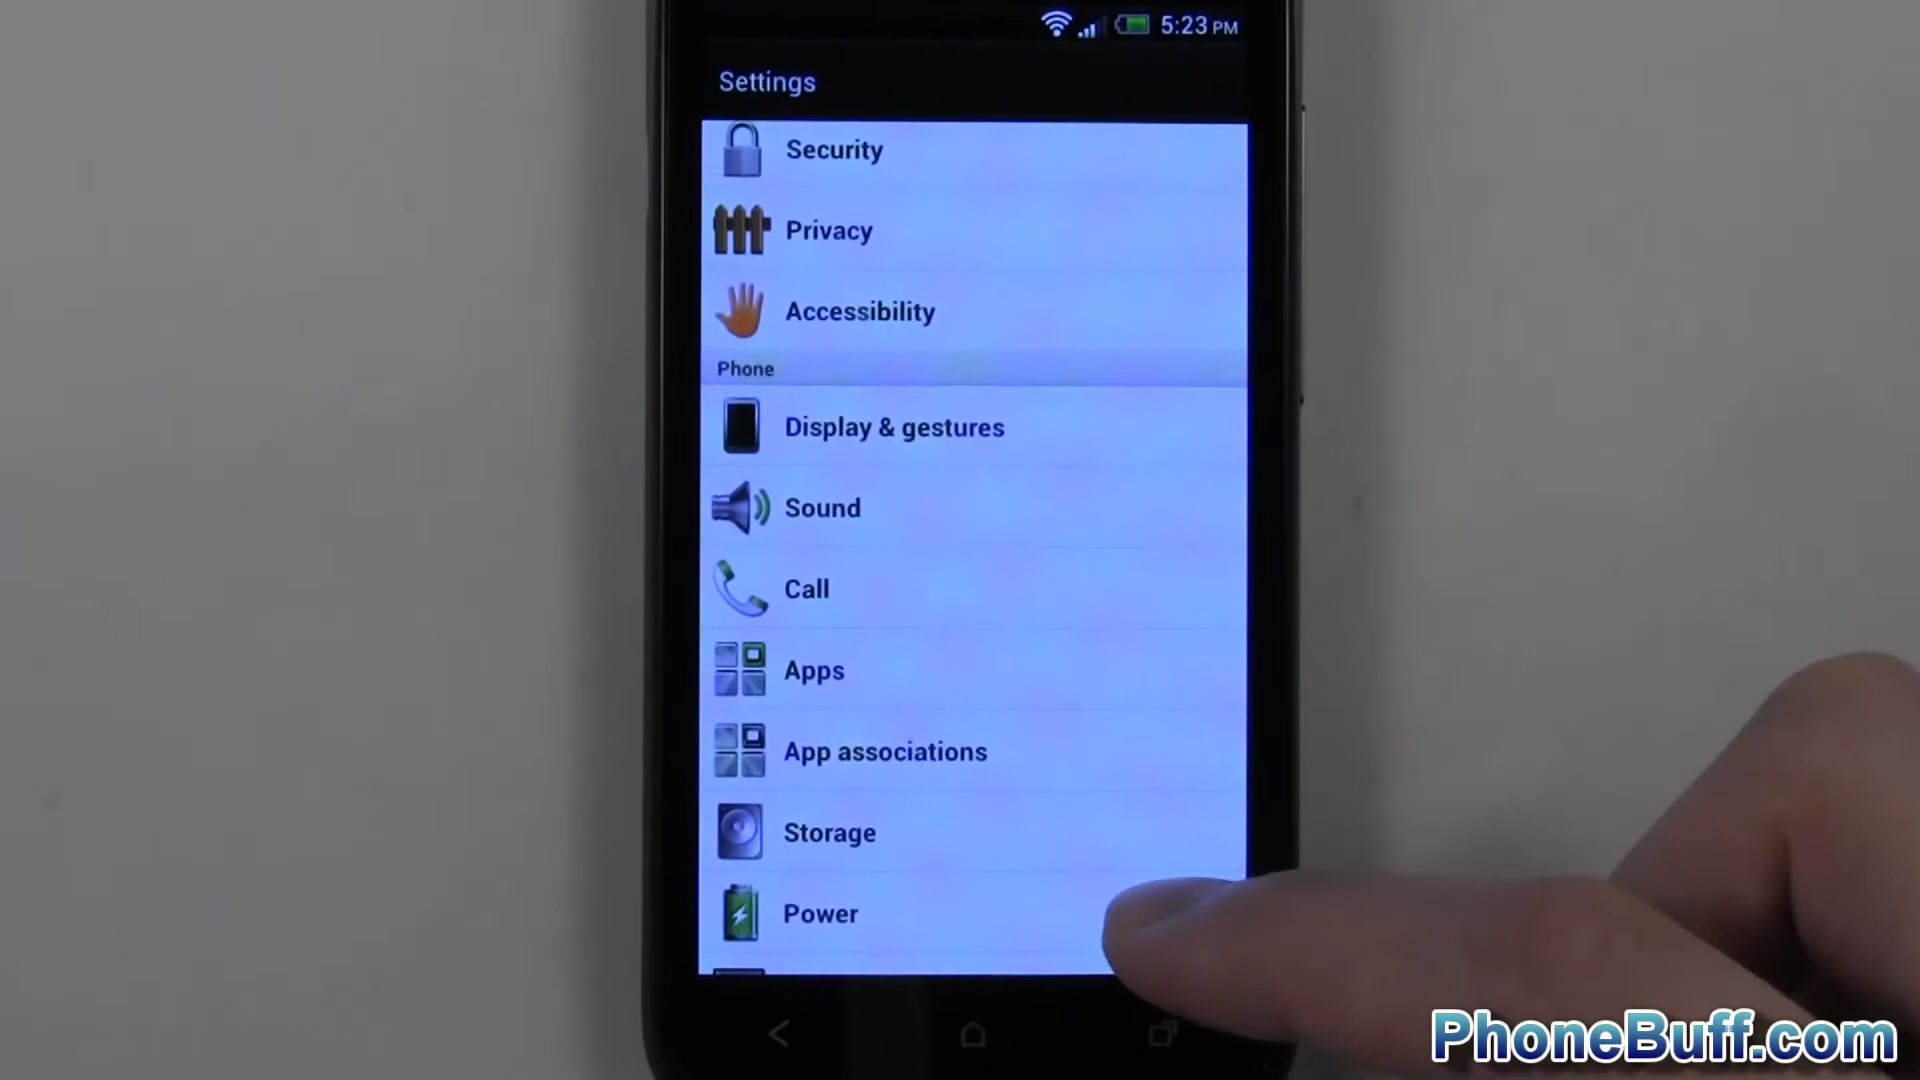 5:23 PM
Settings
Security
Privacy
Accessibility
Phone
Display & gestures
Sound
Call
Apps
App associations
Storage
Power
PhoneBuff.com